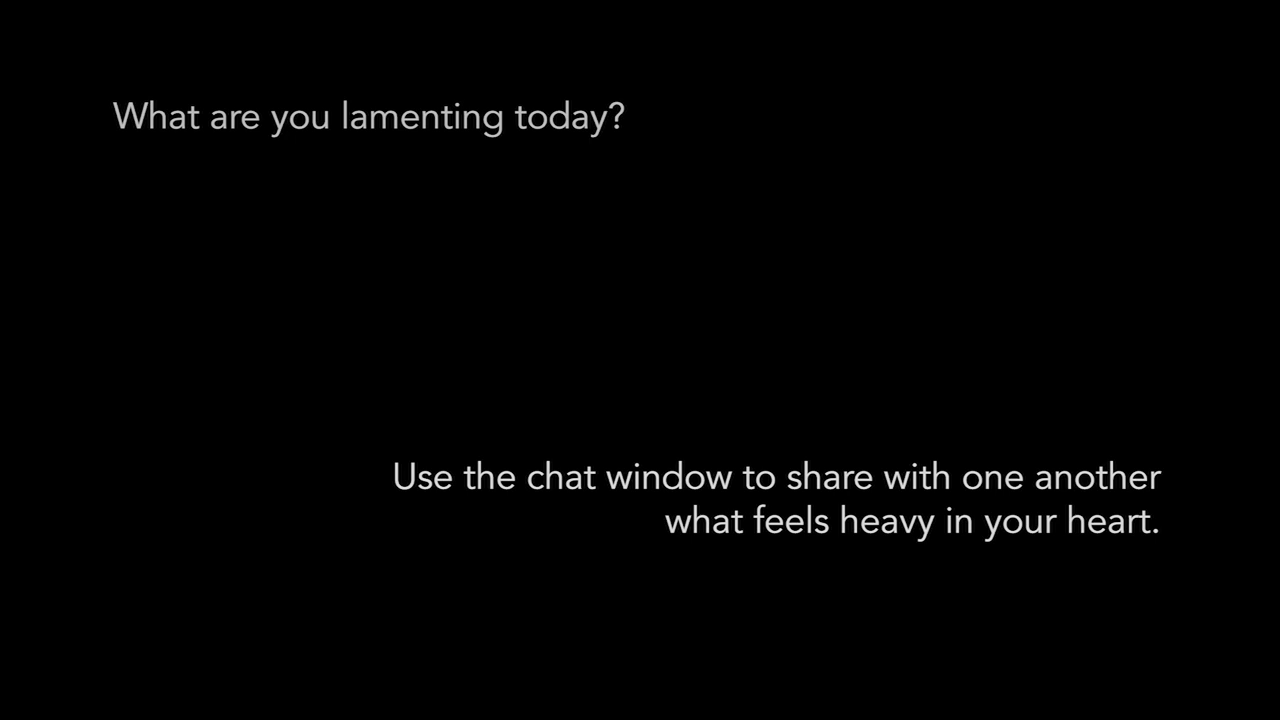 What are you lamenting today?
Use the chat window to share with one another
what feels heavy in your heart.